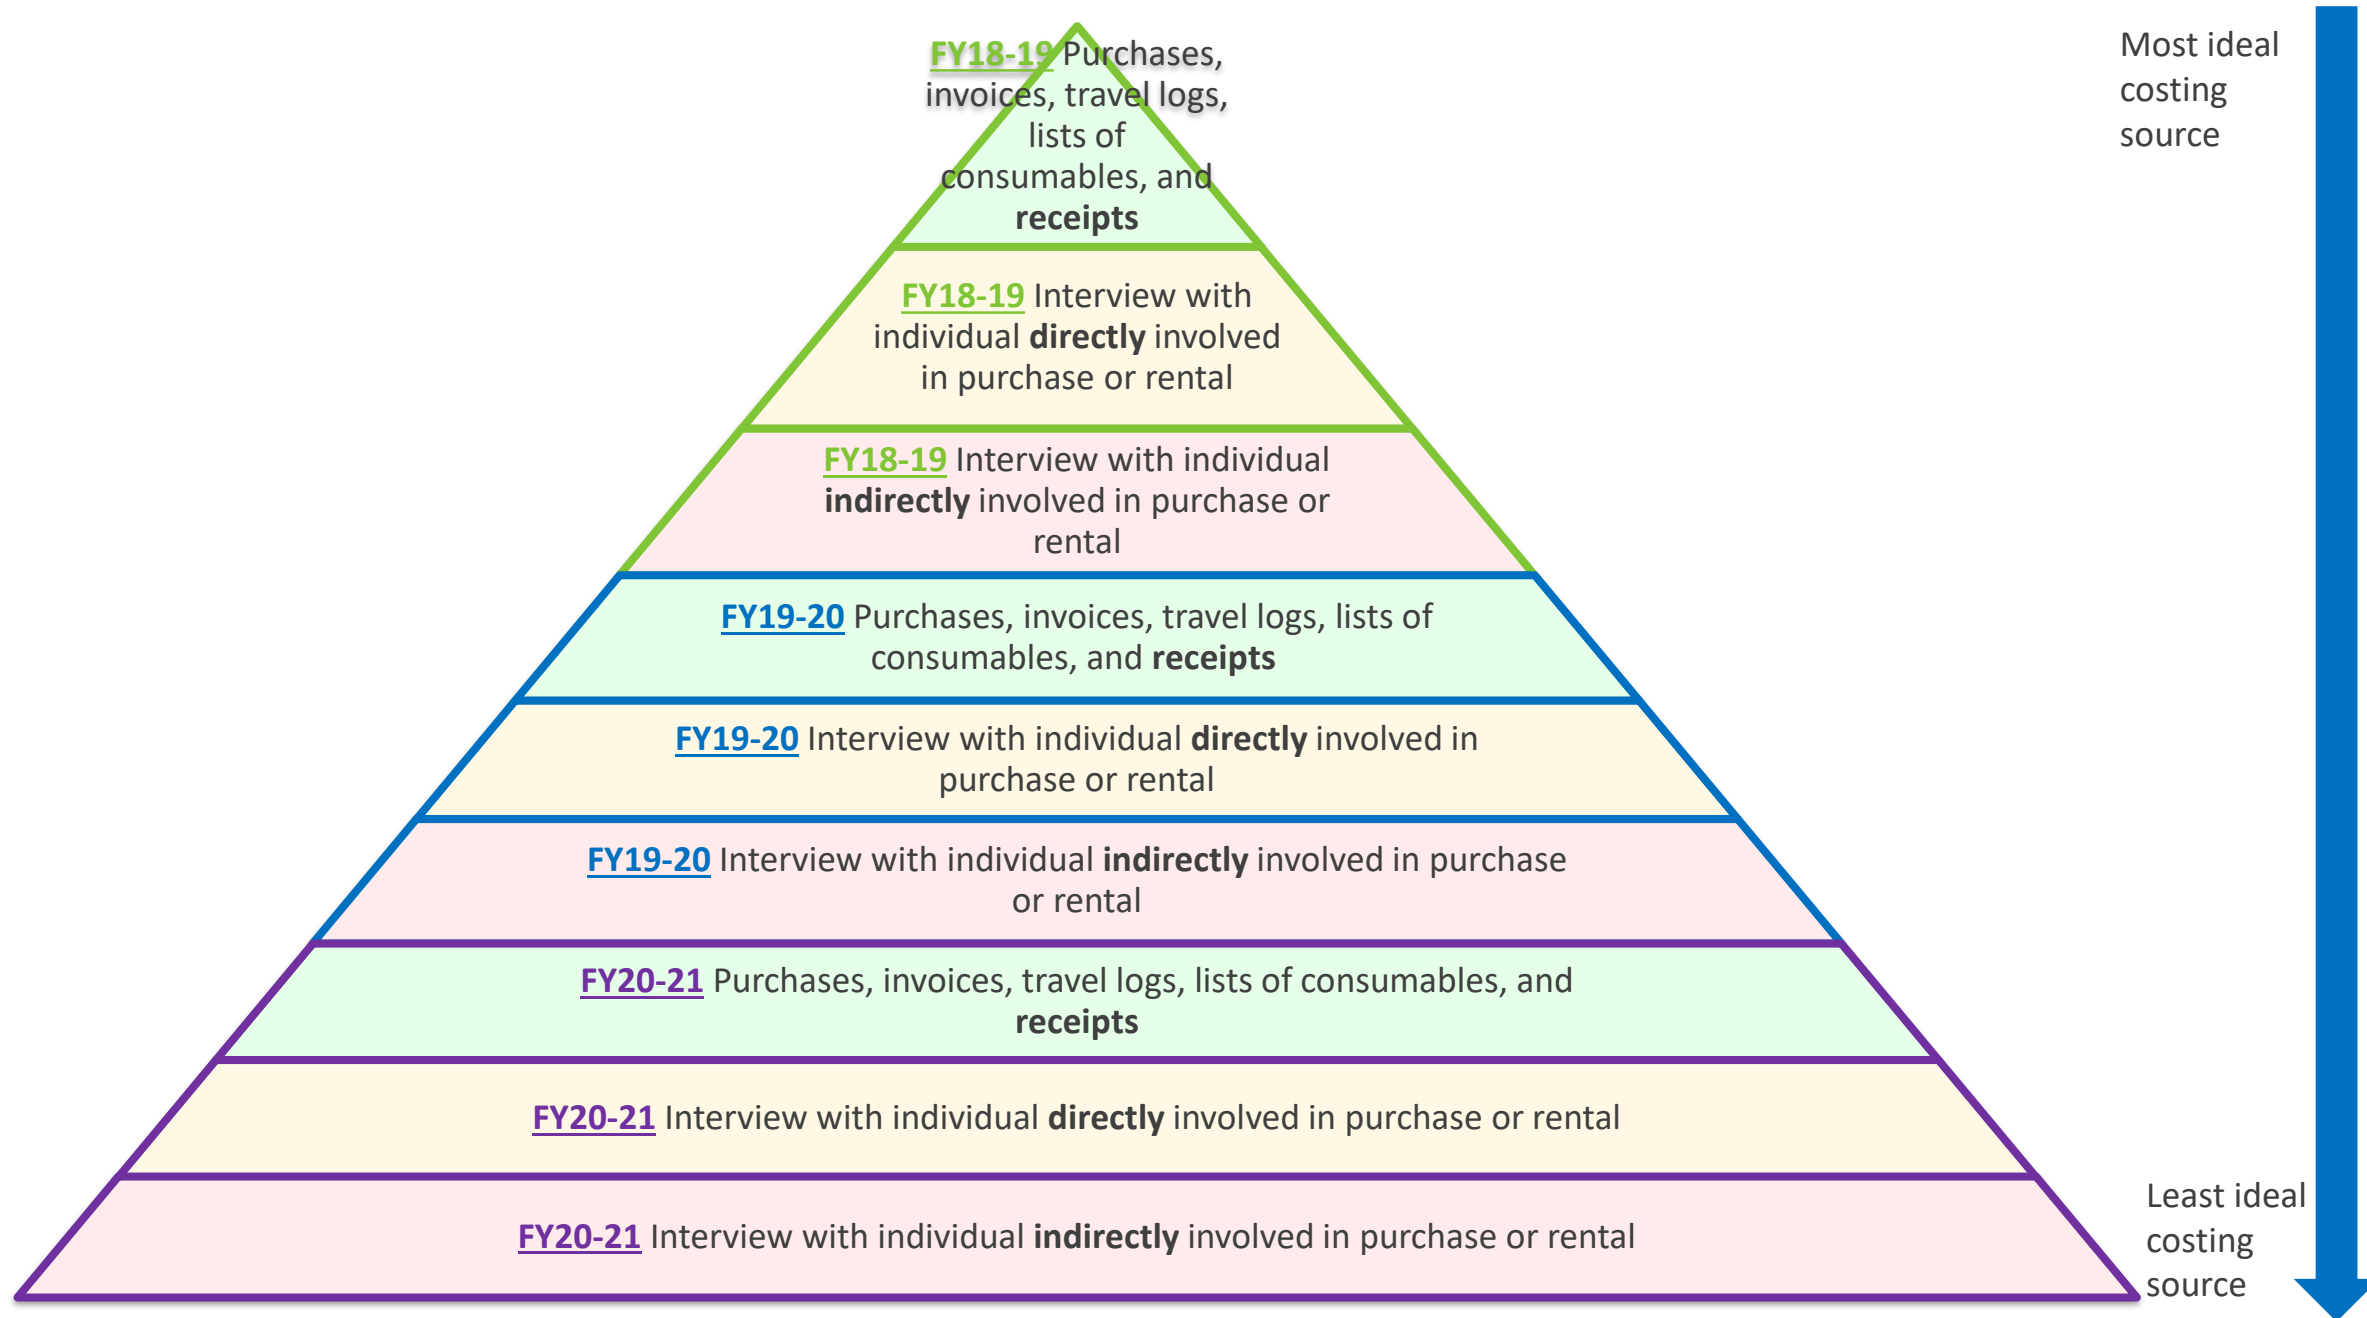 FY18-19 Purchases,
invoices, travel logs,
lists of
consumables, and
receipts
Most ideal
costing
source
FY18-19 Interview with
individual directly involved
in purchase or rental
FY18-19 Interview with individual
indirectly involved in purchase or
rental
FY19-20 Purchases, invoices, travel logs, lists of
consumables, and receipts
FY19-20 Interview with individual directly involved in
purchase or rental
FY19-20 Interview with individual indirectly involved in purchase
or rental
FY20-21 Purchases, invoices, travel logs, lists of consumables, and
receipts
FY20-21 Interview with individual directly involved in purchase or rental
FY20-21 Interview with individual indirectly involved in purchase or rental
Least ideal
costing
source